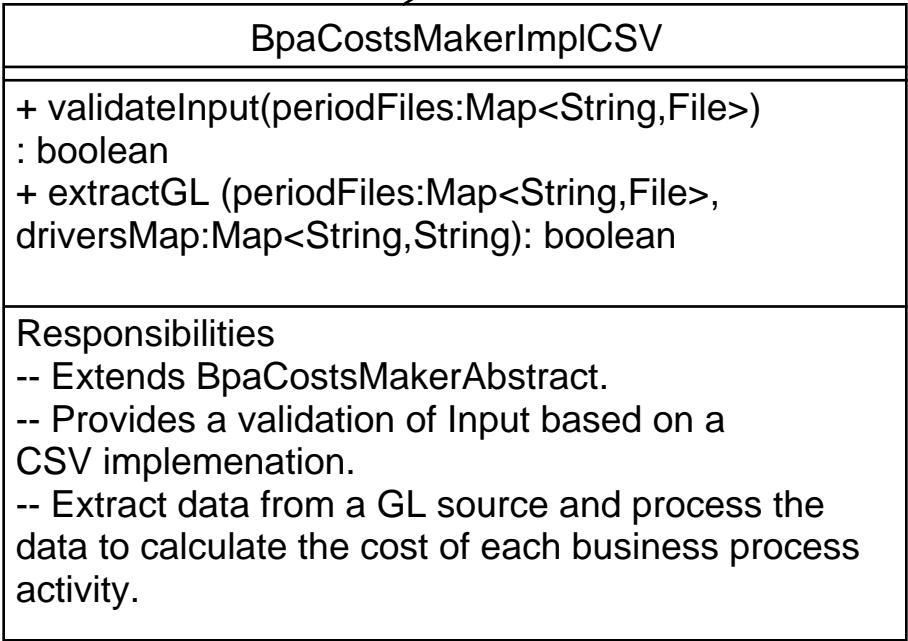 BpaCostsMakerImplCSV
+ validateInput(periodFiles:Map<String,File>)
: boolean
+ extractGL (periodFiles:Map<String,File>,
driversMap:Map<String,String): boolean
Responsibilities
-- Extends BpaCostsMakerAbstract.
-- Provides a validation of Input based on a
CSV implemenation.
-- Extract data from a GL source and process the
data to calculate the cost of each business process
activity.